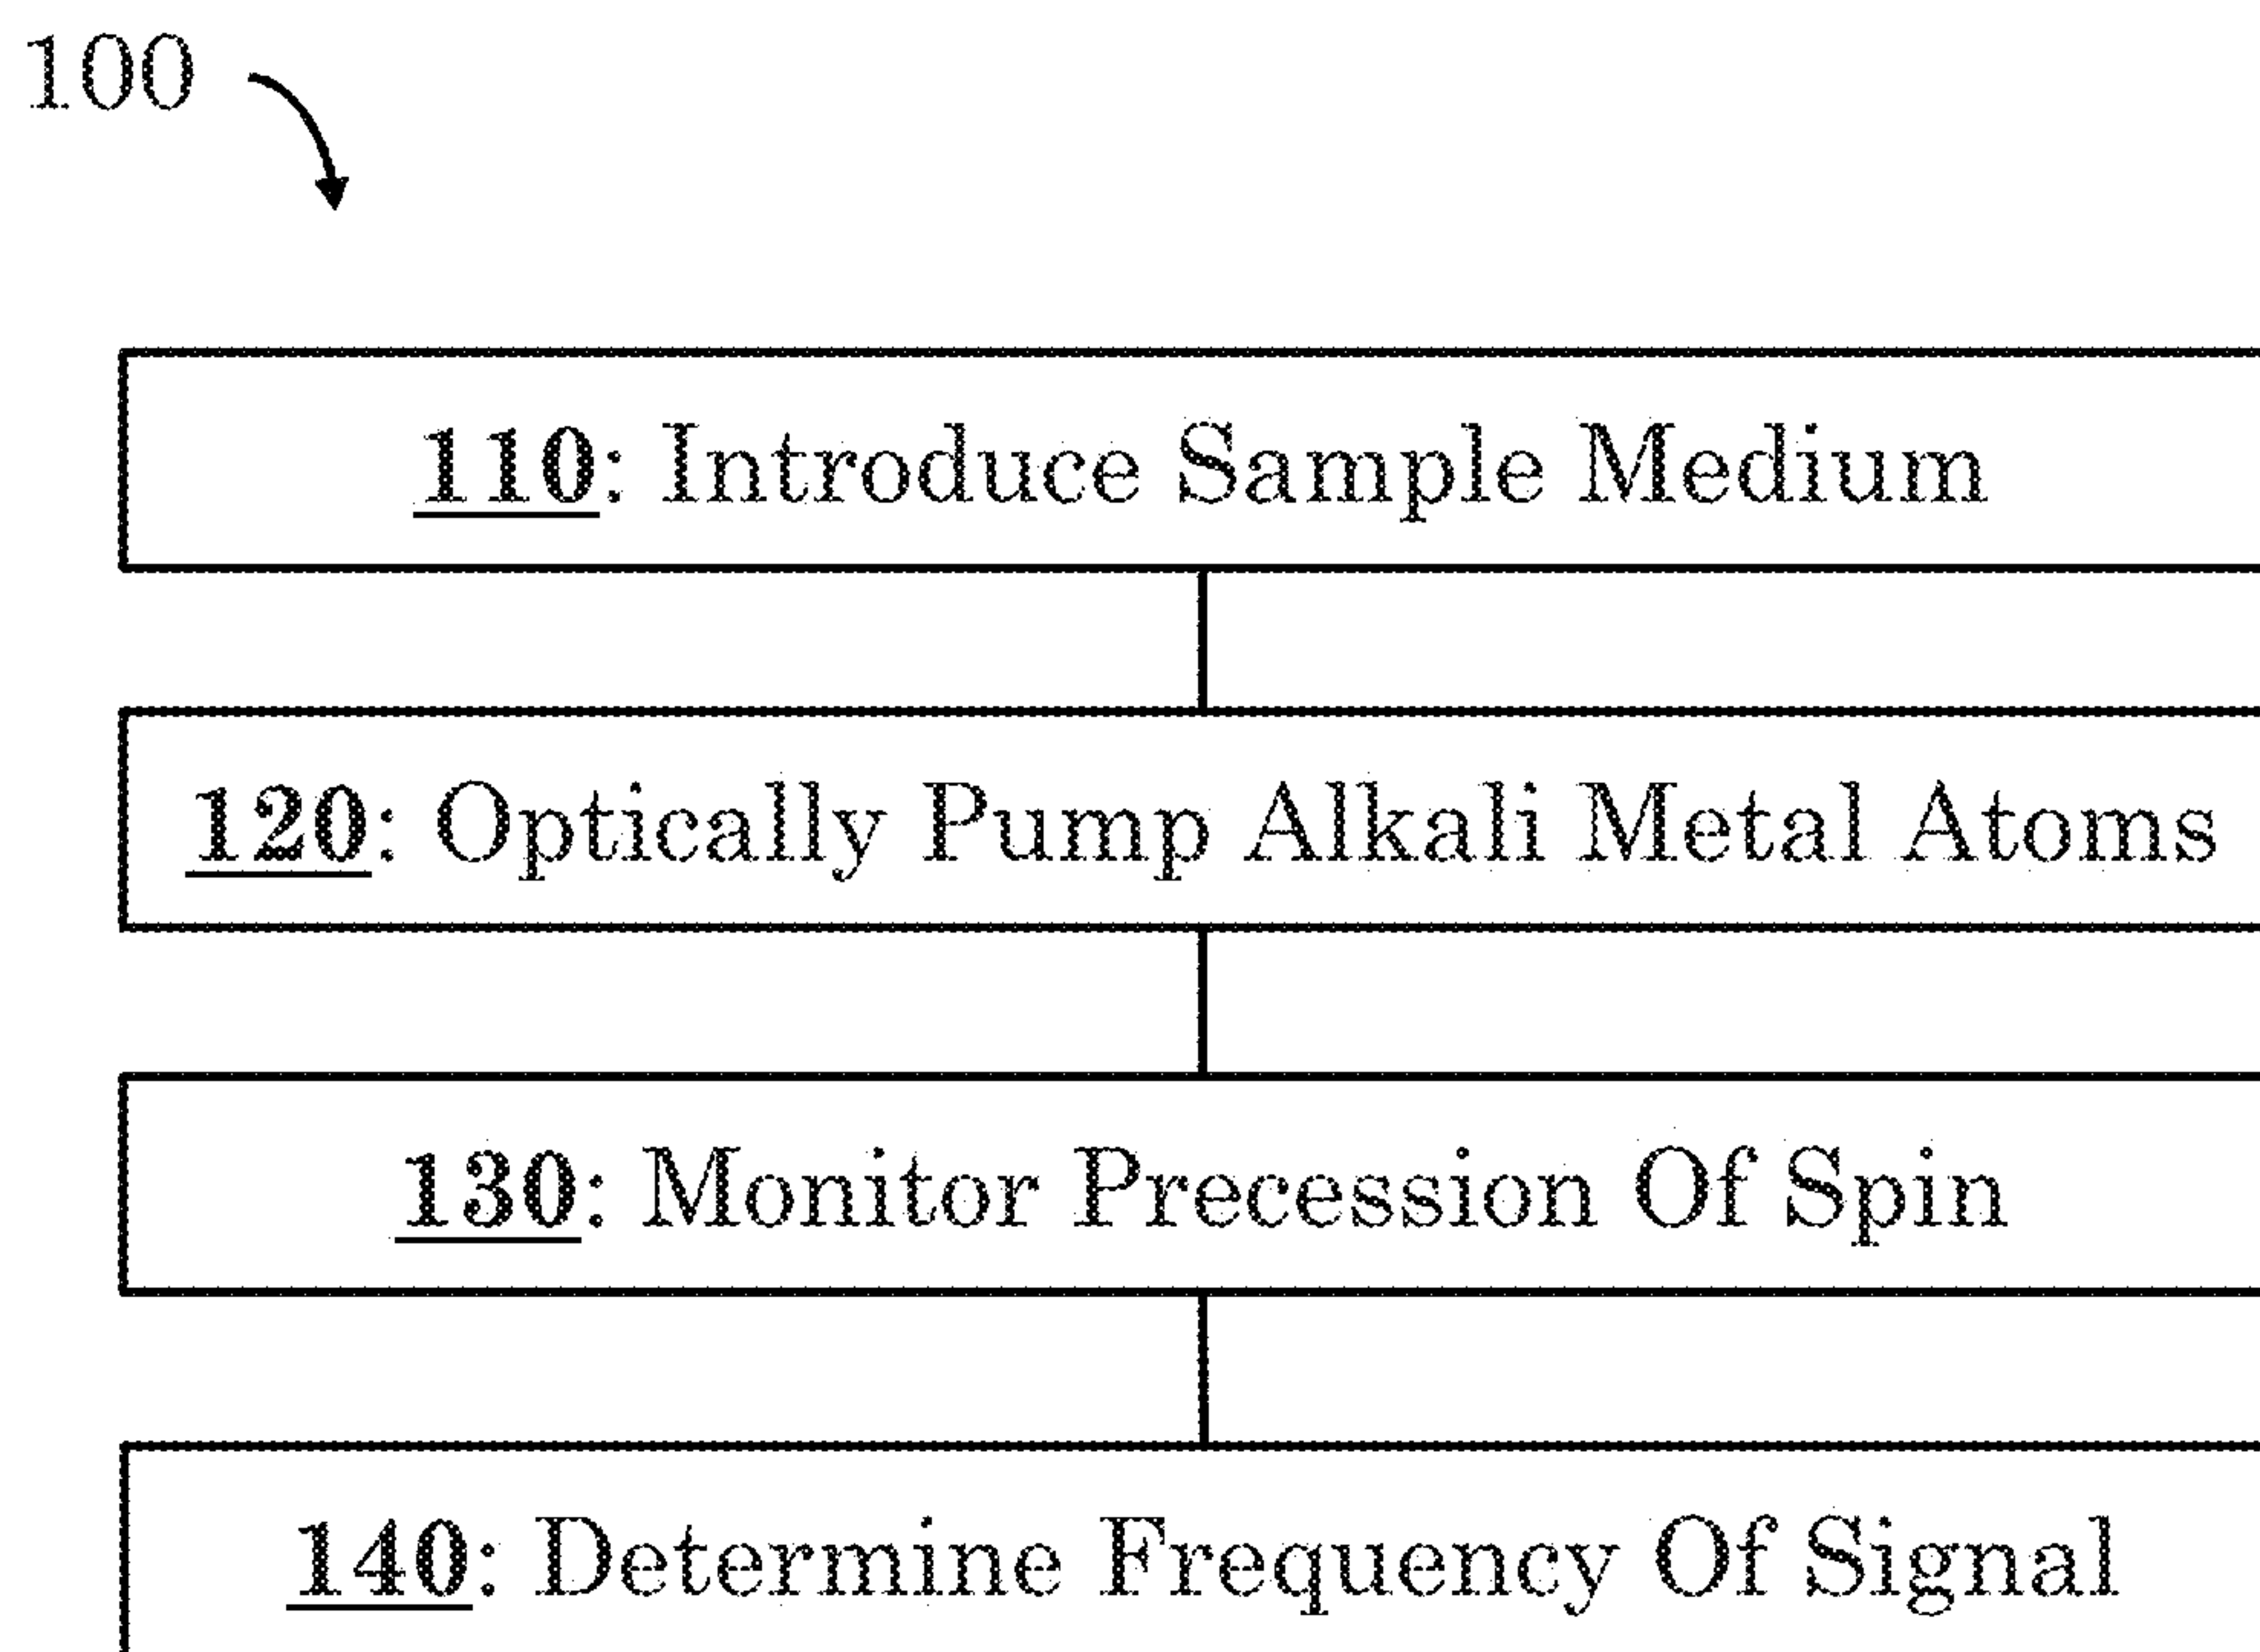 100
110: Introduce Sample Medium
120: Optically Pump Alkali Metal Atoms
130: Monitor Precession Of Spin
140: Determine Frequency Of Signal